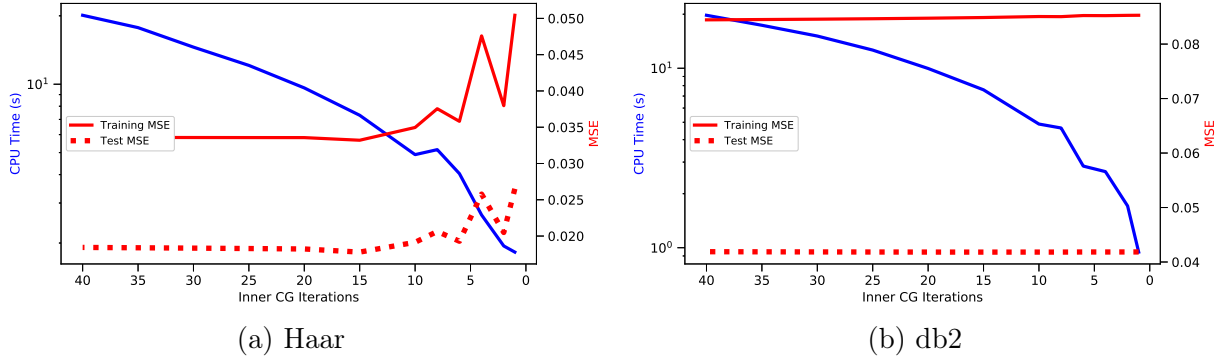 CPU Time (s)
10¹
Training MSE
Test MSE
0.050
0.045
0.040
0.035
0.030
0.025
0.020
MSE
40 35 30 25 20 15 10 5 0
Inner CG Iterations
(a) Haar
CPU Time (s)
10¹
10⁰
Training MSE
Test MSE
0.08
0.07
0.06
0.05
0.04
MSE
40 35 30 25 20 15 10 5 0
Inner CG Iterations
(b) db2